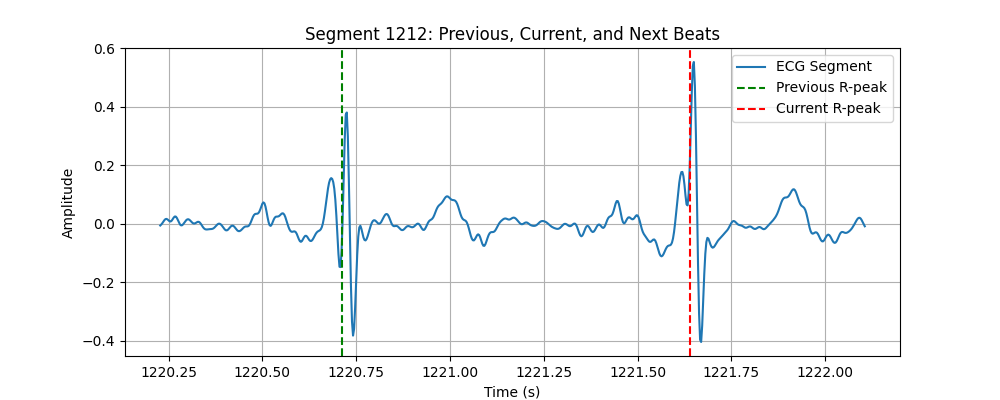 Segment 1212: Previous, Current, and Next Beats
ECG Segment
Previous R-peak
Current R-peak
Amplitude
0.6
0.4
0.2
0.0
−0.2
−0.4
1220.25 1220.50 1220.75 1221.00 1221.25 1221.50 1221.75 1222.00
Time (s)